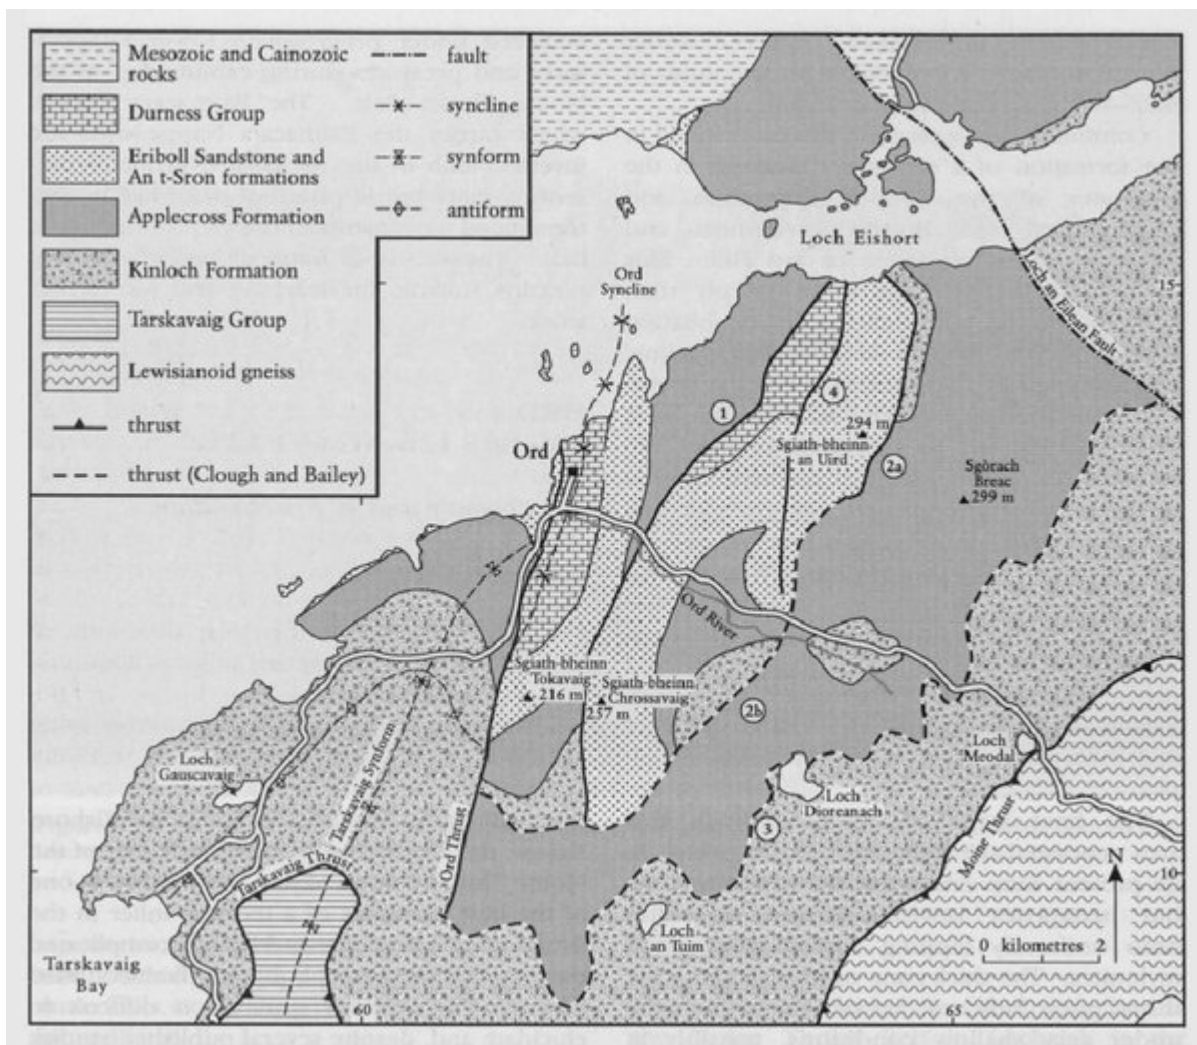 Mesozoic and Cainozoic
rocks
Durness Group
Eriboll Sandstone and
An t-Sron formations
Applecross Formation
Kinloch Formation
Tarskavaig Group
Lewisianoid gneiss
thrust
thrust (Clough and Bailey)
fault
syncline
synform
antiform
Loch Eishort
Loch an Eilean Fault
15
Ord
Syncline
1
4
294 m
Sgiath-bheinn
an Uird
2a
Sgòrach
Breac
299 m
Ord
Ord River
Sgiath-bheinn
Tokavaig
216 m
Sgiath-bheinn
Chrossavaig
257 m
2b
Loch
Gauscavaig
Tarskavaig Synform
Ord Thrust
Tarskavaig Thrust
Loch
Meodal
Loch
Dioreanach
3
Moine Thrust
N
10
Loch
an Tuim
0 kilometres 2
Tarskavaig
Bay
60
65